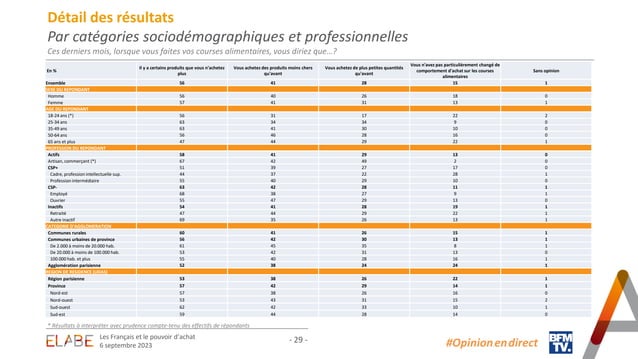 Détail des résultats
Par catégories sociodémographiques et professionnelles
Ces derniers mois, lorsque vous faites vos courses alimentaires, vous diriez que…?
En % Il y a certains produits que vous n'achetez plus Vous achetez des produits moins chers qu'avant Vous achetez de plus petites quantités qu'avant Vous n'avez pas particulièrement changé de comportement d'achat sur les courses alimentaires Sans opinion
Ensemble 56 41 28 15 1
SEXE DU REPONDANT
Homme 56 40 26 18 0
Femme 57 41 31 13 1
AGE DU REPONDANT
18-24 ans (*) 56 31 17 22 2
25-34 ans 63 34 34 9 0
35-49 ans 63 41 30 10 0
50-64 ans 56 46 28 16 0
65 ans et plus 47 44 29 22 1
PROFESSION DU REPONDANT
Actifs 58 41 29 13 0
Artisan, commerçant (*) 67 42 49 2 0
CSP+ 51 39 27 17 0
Cadre, profession intellectuelle sup. 44 37 22 28 1
Profession intermédiaire 55 40 29 10 0
CSP- 63 42 28 11 1
Employé 68 38 27 9 1
Ouvrier 55 47 29 13 0
Inactifs 54 41 28 19 1
Retraité 47 44 29 22 1
Autre inactif 69 35 26 13 1
CATEGORIE D'AGGLOMERATION
Communes rurales 60 41 26 15 1
Communes urbaines de province 56 42 30 13 1
De 2.000 à moins de 20.000 hab. 61 45 35 8 1
De 20.000 à moins de 100.000 hab. 53 42 31 13 0
100.000 hab. et plus 55 40 28 16 1
Agglomération parisienne 52 38 24 24 1
REGION DE RESIDENCE (UDA5)
Région parisienne 53 38 26 22 1
Province 57 42 29 14 1
Nord-est 57 38 26 16 0
Nord-ouest 53 43 31 15 2
Sud-ouest 62 42 33 10 1
Sud-est 59 44 28 14 0
* Résultats à interpréter avec prudence compte-tenu des effectifs de répondants
ELABE
Les Français et le pouvoir d'achat
6 septembre 2023
- 29 -
#Opinion en direct
BFM
TV.